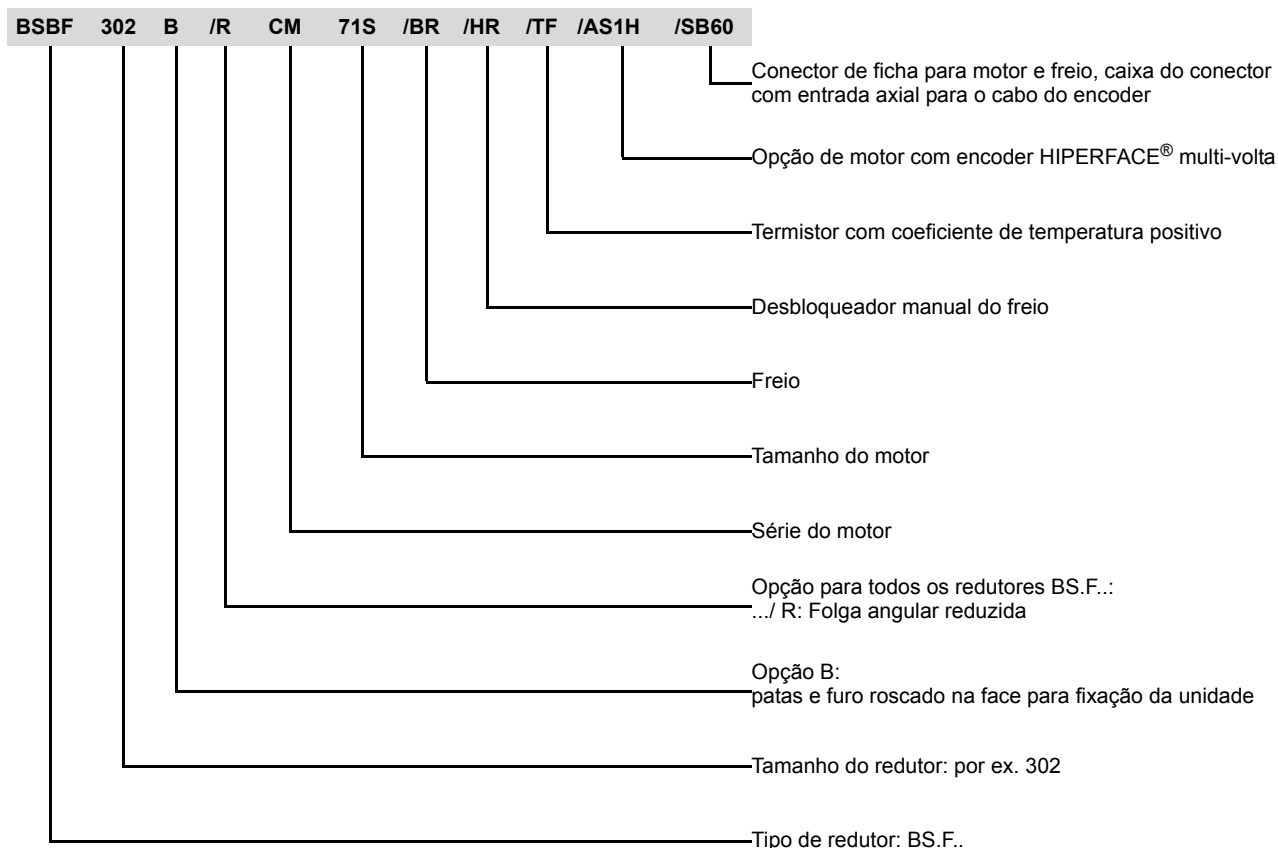 BSBF 302 B /R CM 71S /BR /HR /TF /AS1H /SB60
Conector de ficha para motor e freio, caixa do conector
com entrada axial para o cabo do encoder
Opção de motor com encoder HIPERFACE® multi-volta
Termistor com coeficiente de temperatura positivo
Desbloqueador manual do freio
Freio
Tamanho do motor
Série do motor
Opção para todos os redutores BS.F..:
.../ R: Folga angular reduzida
Opção B:
patas e furo roscado na face para fixação da unidade
Tamanho do redutor: por ex. 302
Tipo de redutor: BS.F..